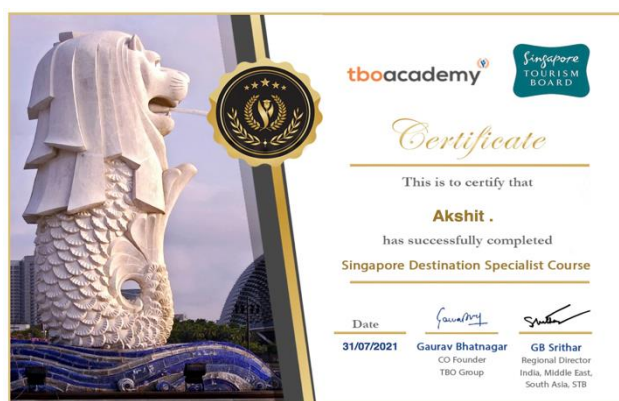 tboacademy
Singapore
TOURISM
BOARD
Certificate
This is to certify that
Akshit .
has successfully completed
Singapore Destination Specialist Course
Date
31/07/2021
Gaurav Bhatnagar
CO Founder
TBO Group
GB Srithar
Regional Director
India, Middle East,
South Asia, STB